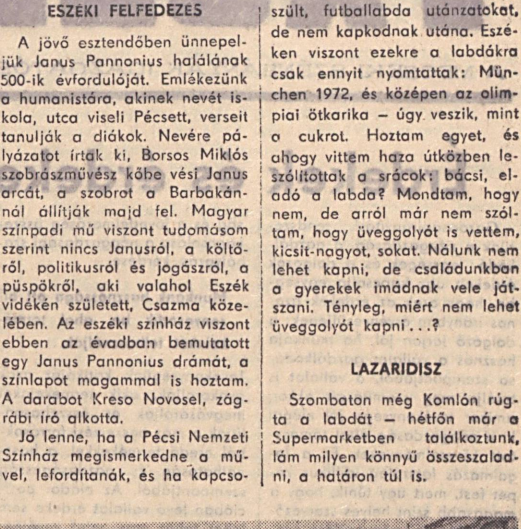 ESZÉKI FELFEDEZÉS
A jövő esztendőben ünnepel-
jük Janus Pannonius halálának
500-ik évfordulóját. Emlékezünk
a humanistára, akinek nevét is-
kola, utca viseli Pécsett, verseit
tanulják a diákok. Nevére pá-
lyázatot írtak ki, Borsos Miklós
szobrászművész kőbe vési Janus
arcát, a szobrot a Barbakán-
nál állítják majd fel. Magyar
színpadi mű viszont tudomásom
szerint nincs Janusról, a költő-
ről, politikusról és jogászról, a
püspökről, aki valahol Eszék
vidékén született, Csazma köze-
lében. Az eszéki színház viszont
ebben az évadban bemutatott
egy Janus Pannonius drámát, a
színlapot magammal is hoztam.
A darabot Kreso Novosel, zág-
rábi író alkotta.
Jó lenne, ha a Pécsi Nemzeti
Színház megismerkedne a mű-
vel, lefordítanák, és ha kapcso-
szült, futballabda utánzatokat,
de nem kapkodnak utána. Eszé-
ken viszont ezekre a labdákra
csak ennyit nyomtattak: Mün-
chen 1972, és középen az olim-
piai ötkarika – úgy veszik, mint
a cukrot. Hoztam egyet, és
ahogy vittem haza útközben le-
szólítottak a srácok: bácsi, el-
adó a labda? Mondtam, hogy
nem, de arról már nem szól-
tam, hogy üveggolyót is vettem,
kicsit-nagyot, sokat. Nálunk nem
lehet kapni, de családunkban
a gyerekek imádnak vele ját-
szani. Tényleg, miért nem lehet
üveggolyót kapni...?
LAZARIDISZ
Szombaton még Komlón rúg-
ta a labdát – hétfőn már a
Supermarketben találkoztunk,
lám milyen könnyű összeszalad-
ni, a határon túl is.